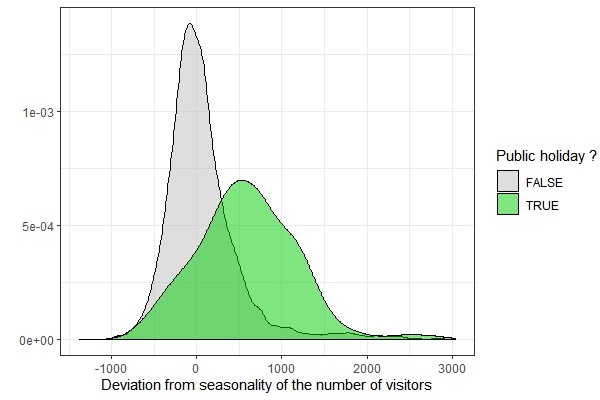 1e-03
5e-04
0e+00
-1000
0
1000
2000
3000
Deviation from seasonality of the number of visitors
Public holiday ?
FALSE
TRUE